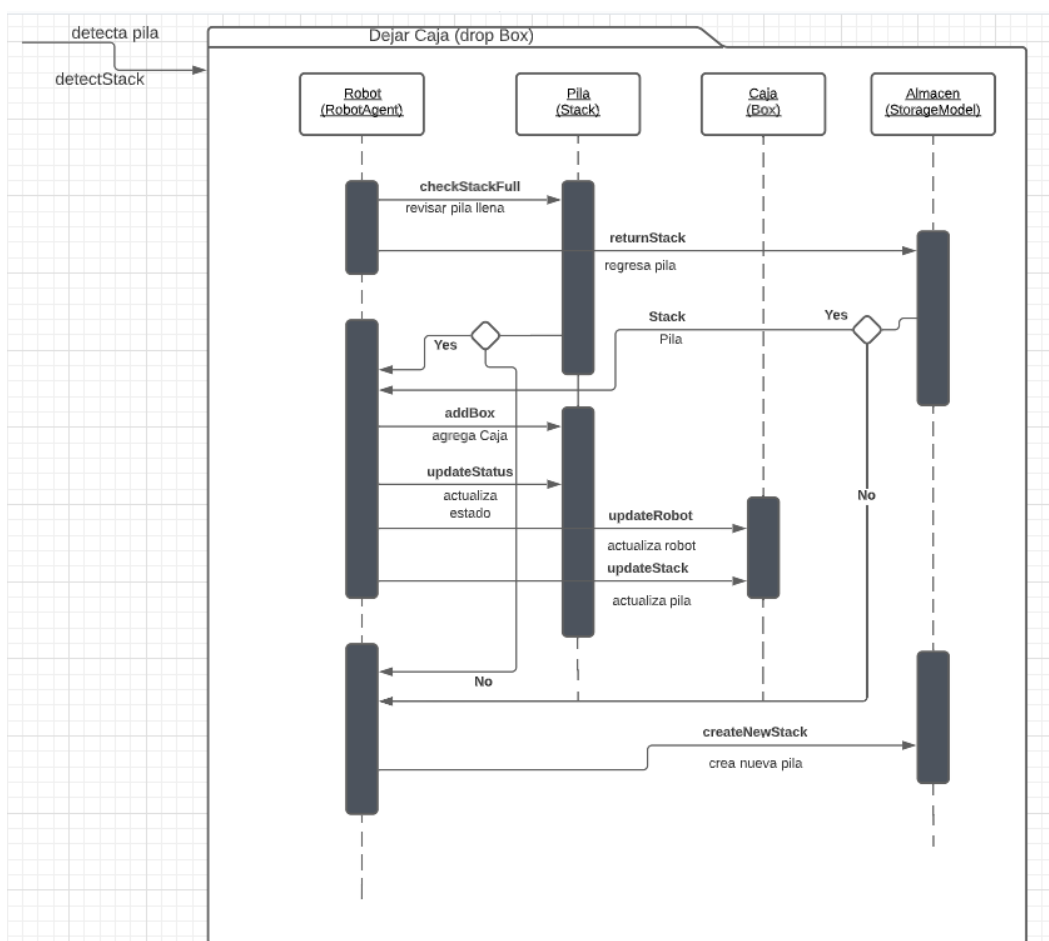 detecta pila
detectStack
Dejar Caja (drop Box)
Robot
(RobotAgent)
Pila
(Stack)
Caja
(Box)
Almacen
(StorageModel)
checkStackFull
revisar pila llena
returnStack
regresa pila
Yes
Stack
Pila
Yes
addBox
agrega Caja
updateStatus
actualiza
estado
No
updateRobot
actualiza robot
updateStack
actualiza pila
No
createNewStack
crea nueva pila